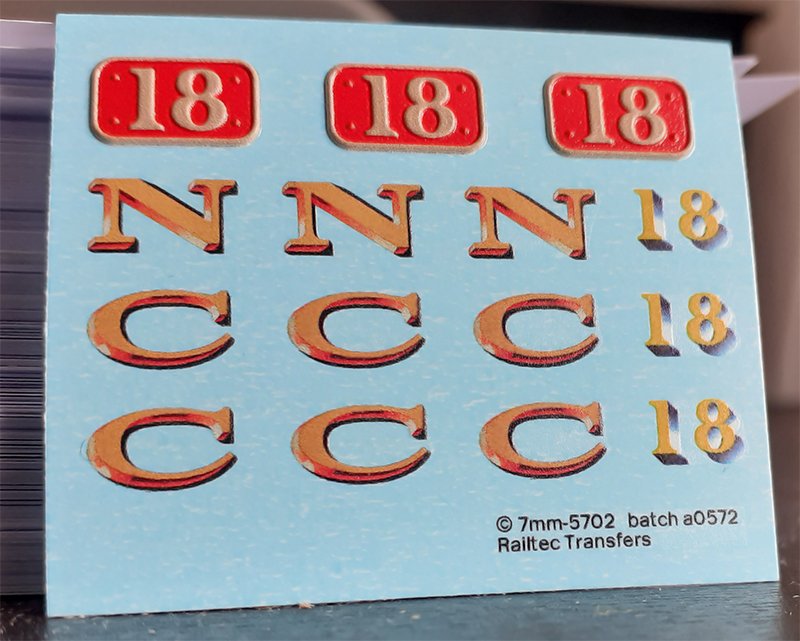 18 18 18
N N N 18
C C C 18
C C C 18
© 7mm-5702 batch a0572
Railtec Transfers